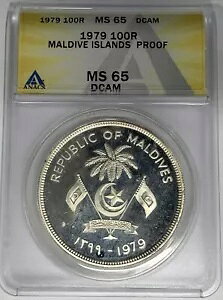 1979 100R MS 65 DCAM
1979 100R
MALDIVE ISLANDS PROOF
ANACS
MS 65
DCAM
REPUBLIC OF MALDIVES
١٣٩٩ - 1979